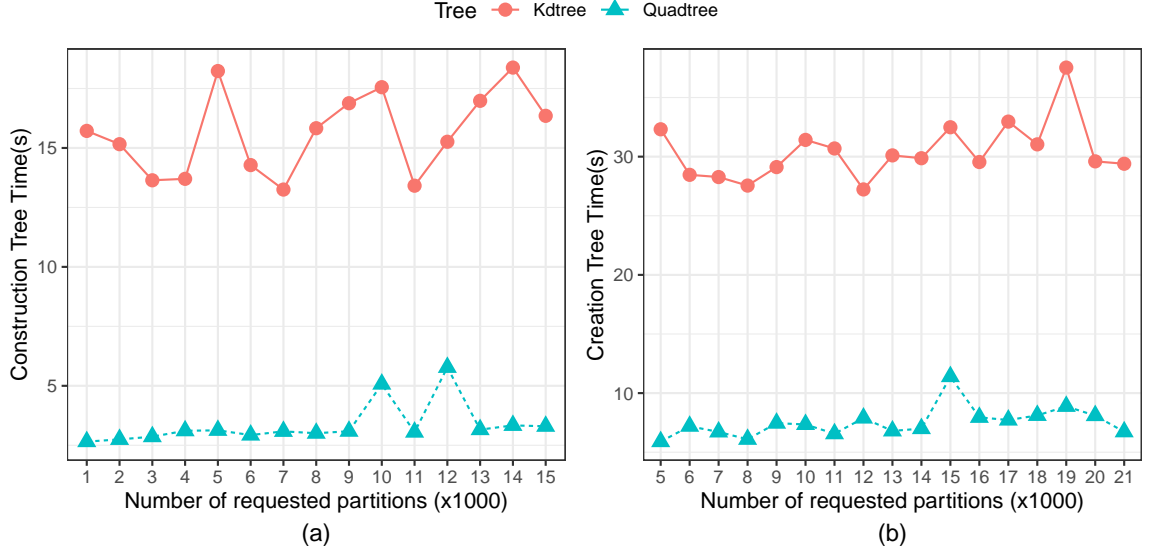 Tree Kdtree Quadtree
Construction Tree Time(s)
15
10
5
1 2 3 4 5 6 7 8 9 10 11 12 13 14 15
Number of requested partitions (x1000)
(a)
Creation Tree Time(s)
30
20
10
5 6 7 8 9 10 11 12 13 14 15 16 17 18 19 20 21
Number of requested partitions (x1000)
(b)